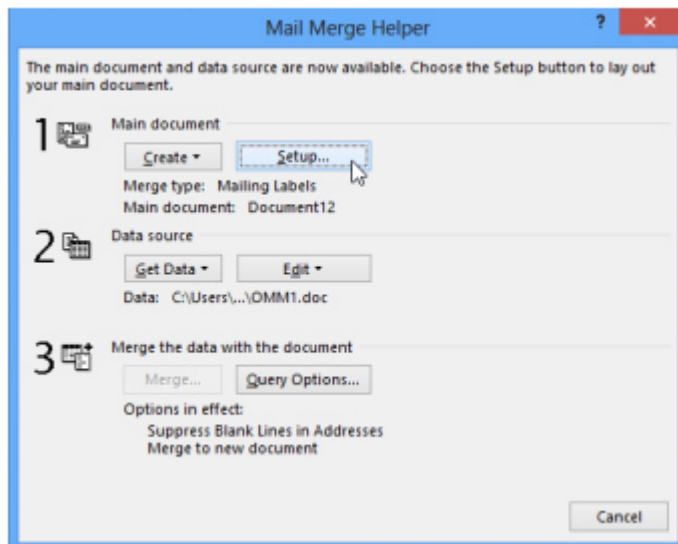 Mail Merge Helper
?
The main document and data source are now available. Choose the Setup button to lay out
your main document.
1
Main document
Create
Setup...
Merge type: Mailing Labels
Main document: Document12
2
Data source
Get Data
Edit
Data: C:\Users\...\OMM1.doc
3
Merge the data with the document
Merge...
Query Options...
Options in effect:
Suppress Blank Lines in Addresses
Merge to new document
Cancel